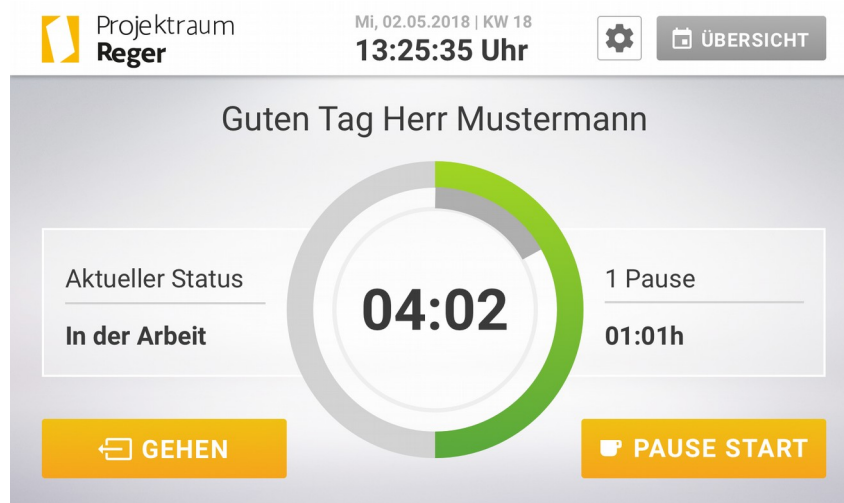 Projektraum
Reger
Mi, 02.05.2018 | KW 18
13:25:35 Uhr
ÜBERSICHT
Guten Tag Herr Mustermann
Aktueller Status
In der Arbeit
04:02
1 Pause
01:01h
GEHEN
PAUSE START